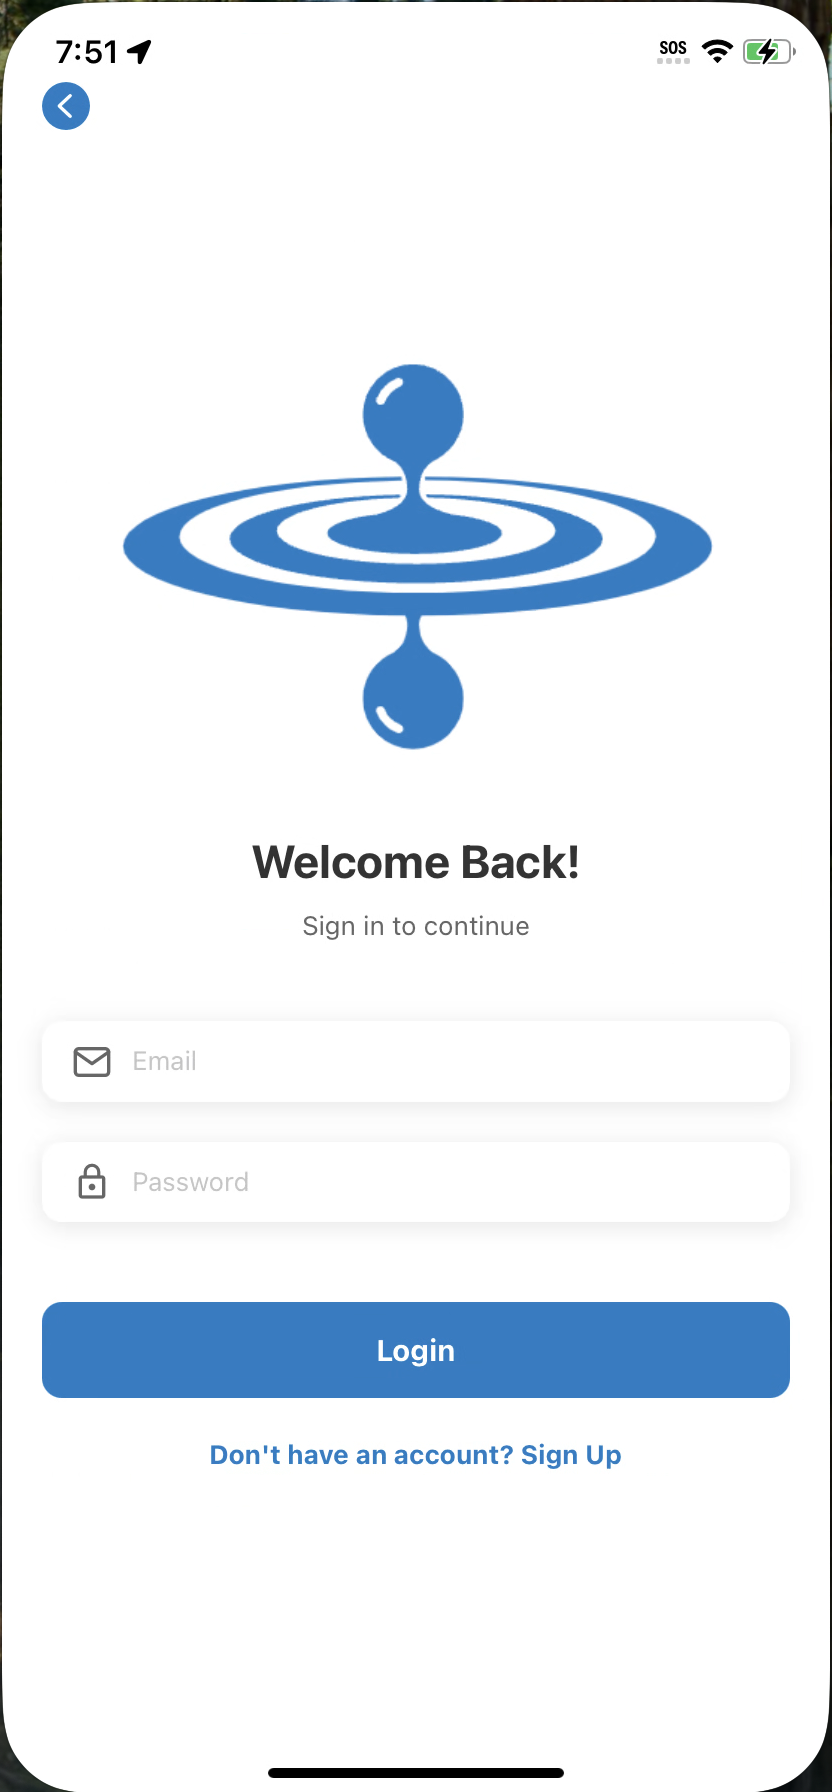 7:51
SOS
Welcome Back!
Sign in to continue
Email
Password
Login
Don't have an account? Sign Up